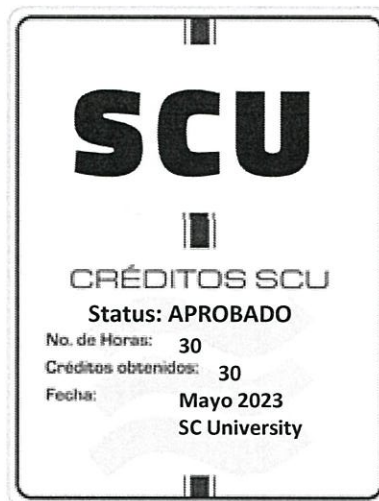 SCU
CRÉDITOS SCU
Status: APROBADO
No. de Horas: 30
Créditos obtenidos: 30
Fecha: Mayo 2023
SC University